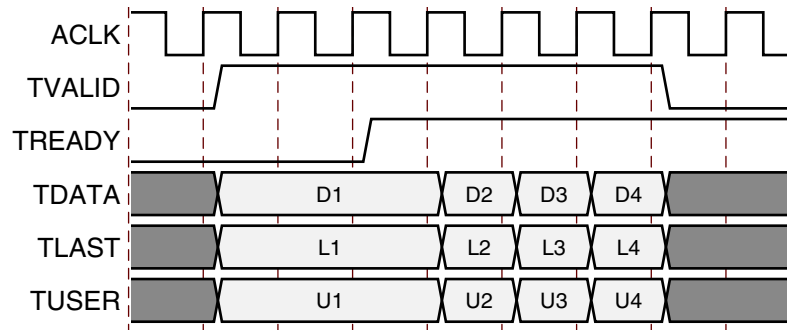 ACLK
TVALID
TREADY
TDATA D1 D2 D3 D4
TLAST L1 L2 L3 L4
TUSER U1 U2 U3 U4